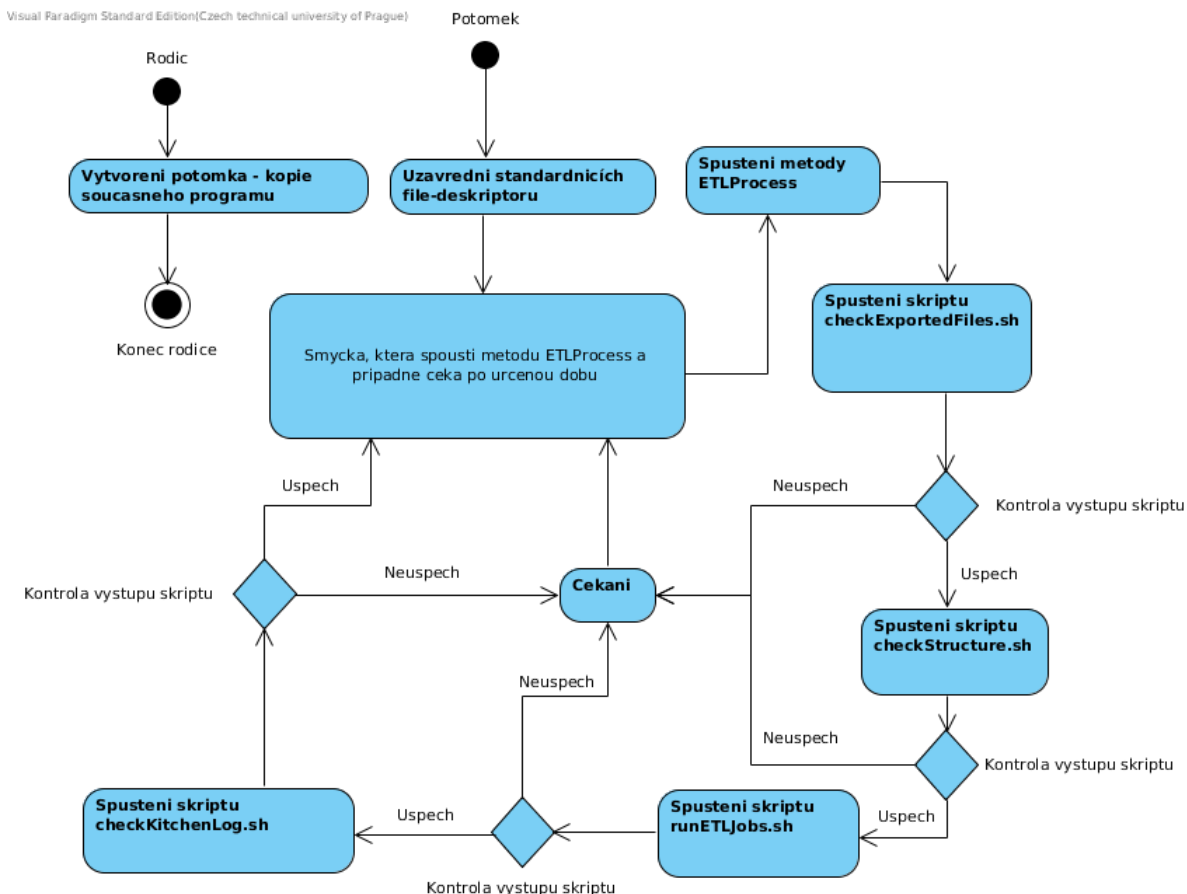 Visual Paradigm Standard Edition(Czech technical university of Prague)
Potomek
Rodic
Vytvoreni potomka - kopie
soucasneho programu
Uzavredni standardnicích
file-deskriptoru
Spusteni metody
ETLProcess
Spusteni skriptu
checkExportedFiles.sh
Konec rodice
Smycka, ktera spousti metodu ETLProcess a
pripadne ceka po urcenou dobu
Uspech
Neuspech
Kontrola vystupu skriptu
Neuspech
Cekani
Uspech
Kontrola vystupu skriptu
Spusteni skriptu
checkStructure.sh
Neuspech
Neuspech
Kontrola vystupu skriptu
Spusteni skriptu
checkKitchenLog.sh
Uspech
Spusteni skriptu
runETLJobs.sh
Uspech
Kontrola vystupu skriptu